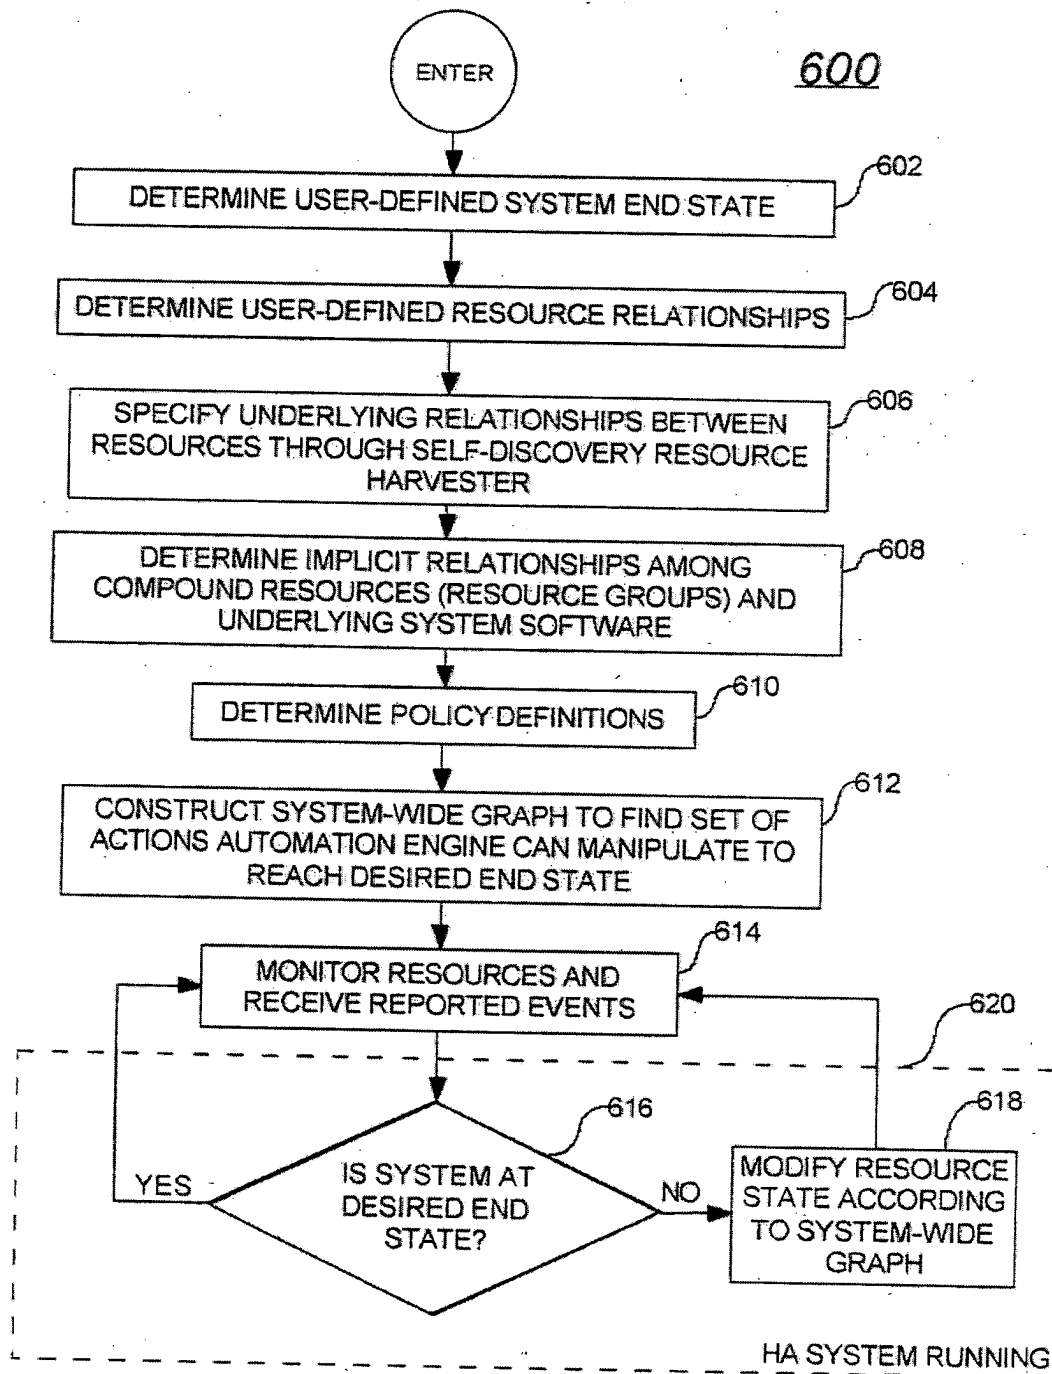 ENTER
600
602
DETERMINE USER-DEFINED SYSTEM END STATE
604
DETERMINE USER-DEFINED RESOURCE RELATIONSHIPS
606
SPECIFY UNDERLYING RELATIONSHIPS BETWEEN
RESOURCES THROUGH SELF-DISCOVERY RESOURCE
HARVESTER
608
DETERMINE IMPLICIT RELATIONSHIPS AMONG
COMPOUND RESOURCES (RESOURCE GROUPS) AND
UNDERLYING SYSTEM SOFTWARE
610
DETERMINE POLICY DEFINITIONS
612
CONSTRUCT SYSTEM-WIDE GRAPH TO FIND SET OF
ACTIONS AUTOMATION ENGINE CAN MANIPULATE TO
REACH DESIRED END STATE
614
MONITOR RESOURCES AND
RECEIVE REPORTED EVENTS
620
616
IS SYSTEM AT
DESIRED END
STATE?
YES
NO
618
MODIFY RESOURCE
STATE ACCORDING
TO SYSTEM-WIDE
GRAPH
HA SYSTEM RUNNING